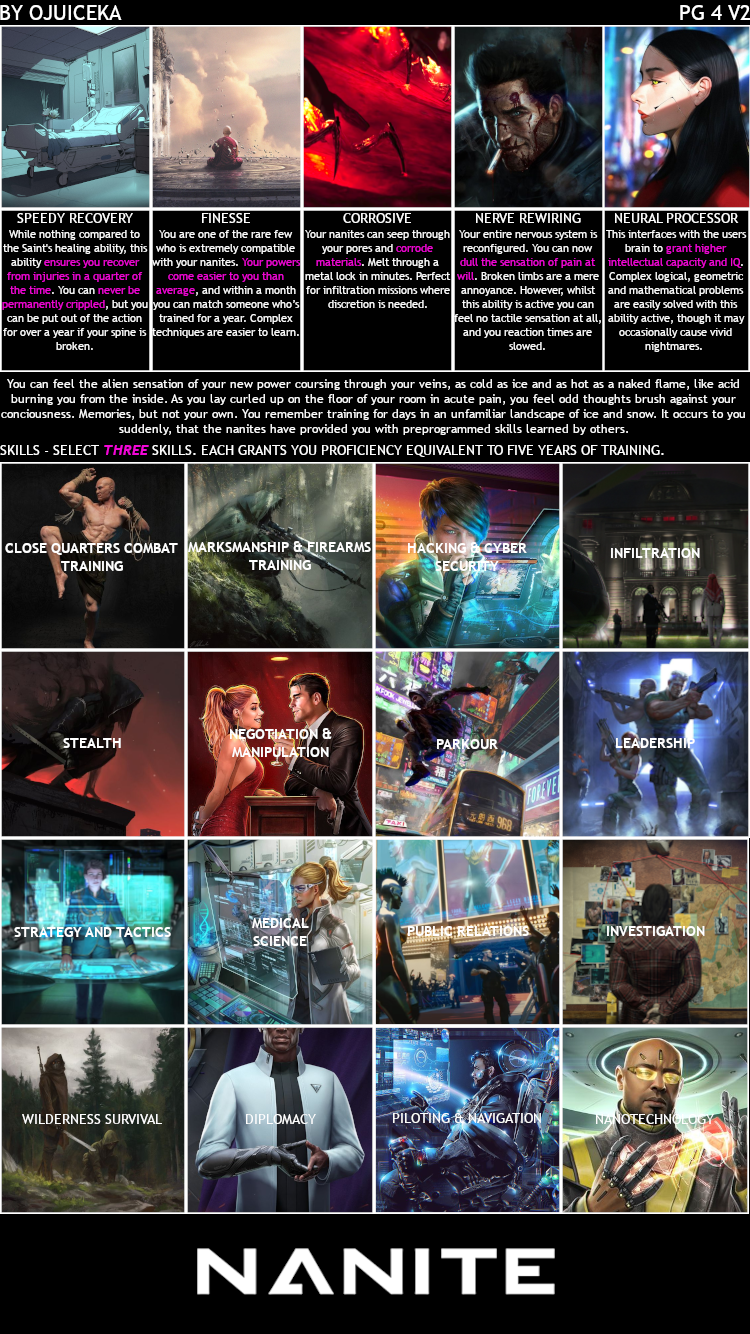 BY OJUICEKA
PG 4 V2
SPEEDY RECOVERY
While nothing compared to
the Saint's healing ability, this
ability ensures you recover
from injuries in a quarter of
the time. You can never be
permanently crippled, but you
can be put out of the action
for over a year if your spine is
broken.
FINESSE
You are one of the rare few
who is extremely compatible
with your nanites. Your powers
come easier to you than
average, and within a month
you can match someone who's
trained for a year. Complex
techniques are easier to learn.
CORROSIVE
Your nanites can seep through
your pores and corrode
materials. Melt through a
metal lock in minutes. Perfect
for infiltration missions where
discretion is needed.
NERVE REWIRING
Your entire nervous system is
reconfigured. You can now
dull the sensation of pain at
will. Broken limbs are a mere
annoyance. However, whilst
this ability is active you can
feel no tactile sensation at all,
and you reaction times are
slowed.
NEURAL PROCESSOR
This interfaces with the users
brain to grant higher
intellectual capacity and IQ.
Complex logical, geometric
and mathematical problems
are easily solved with this
ability active, though it may
occasionally cause vivid
nightmares.
You can feel the alien sensation of your new power coursing through your veins, as cold as ice and as hot as a naked flame, like acid
burning you from the inside. As you lay curled up on the floor of your room in acute pain, you feel odd thoughts brush against your
conciousness. Memories, but not your own. You remember training for days in an unfamiliar landscape of ice and snow. It occurs to you
suddenly, that the nanites have provided you with preprogrammed skills learned by others.
SKILLS - SELECT THREE SKILLS. EACH GRANTS YOU PROFICIENCY EQUIVALENT TO FIVE YEARS OF TRAINING.
CLOSE QUARTERS COMBAT
TRAINING
MARKSMANSHIP & FIREARMS
TRAINING
HACKING & CYBER
SECURITY
INFILTRATION
STEALTH
NEGOTIATION &
MANIPULATION
PARKOUR
福
TAXI
968
FOREVE
LEADERSHIP
STRATEGY AND TACTICS
MEDICAL
SCIENCE
PUBLIC RELATIONS
INVESTIGATION
WILDERNESS SURVIVAL
DIPLOMACY
PILOTING & NAVIGATION
NANOTECHNOLOGY
NANITE